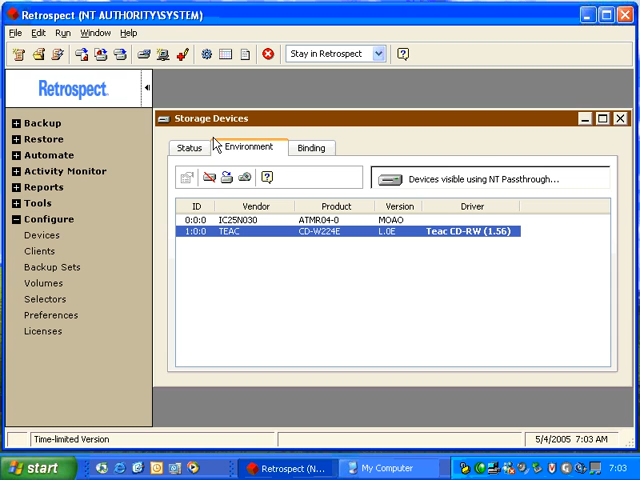 Retrospect (NT AUTHORITY\SYSTEM)
File Edit Run Window Help
Stay in Retrospect
Retrospect
Storage Devices
Backup
Restore
Automate
Activity Monitor
Reports
Tools
Configure
Devices
Clients
Backup Sets
Volumes
Selectors
Preferences
Licenses
Status Environment Binding
Devices visible using NT Passthrough...
ID Vendor Product Version Driver
0:0:0 IC25N030 ATMR04-0 MOAO
1:0:0 TEAC CD-W224E L.0E Teac CD-RW (1.56)
Time-limited Version
5/4/2005 7:03 AM
start
Retrospect (N...
My Computer
7:03